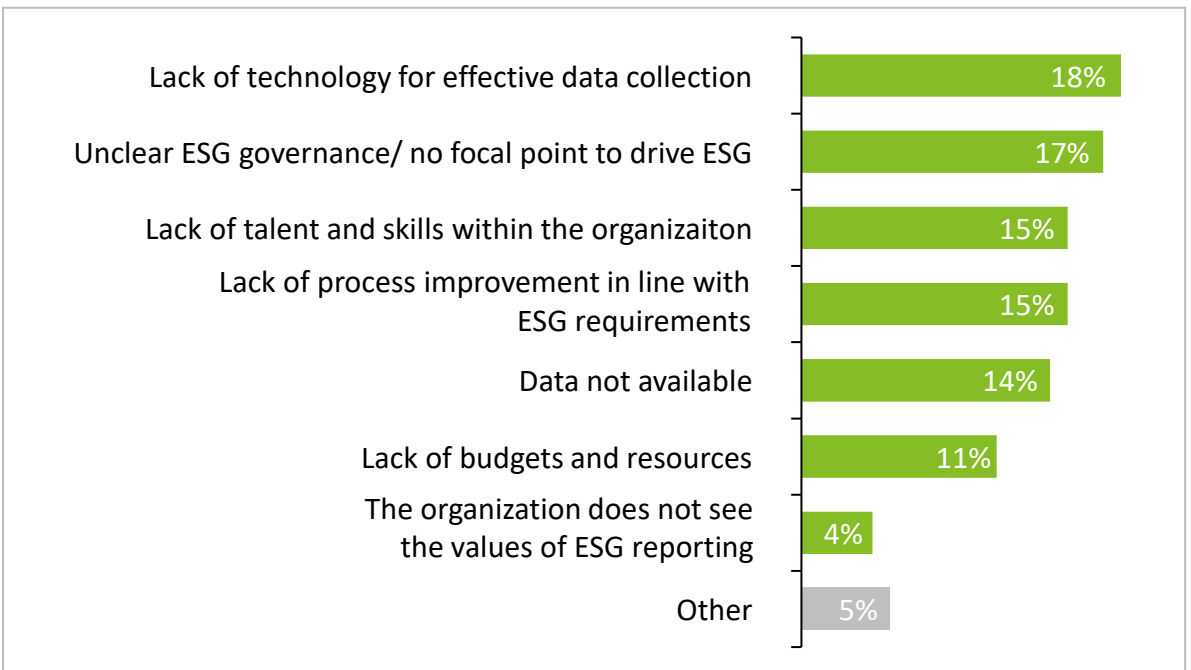 Lack of technology for effective data collection
18%
Unclear ESG governance/ no focal point to drive ESG
17%
Lack of talent and skills within the organizaiton
15%
Lack of process improvement in line with
ESG requirements
15%
Data not available
14%
Lack of budgets and resources
11%
The organization does not see
the values of ESG reporting
4%
Other
5%